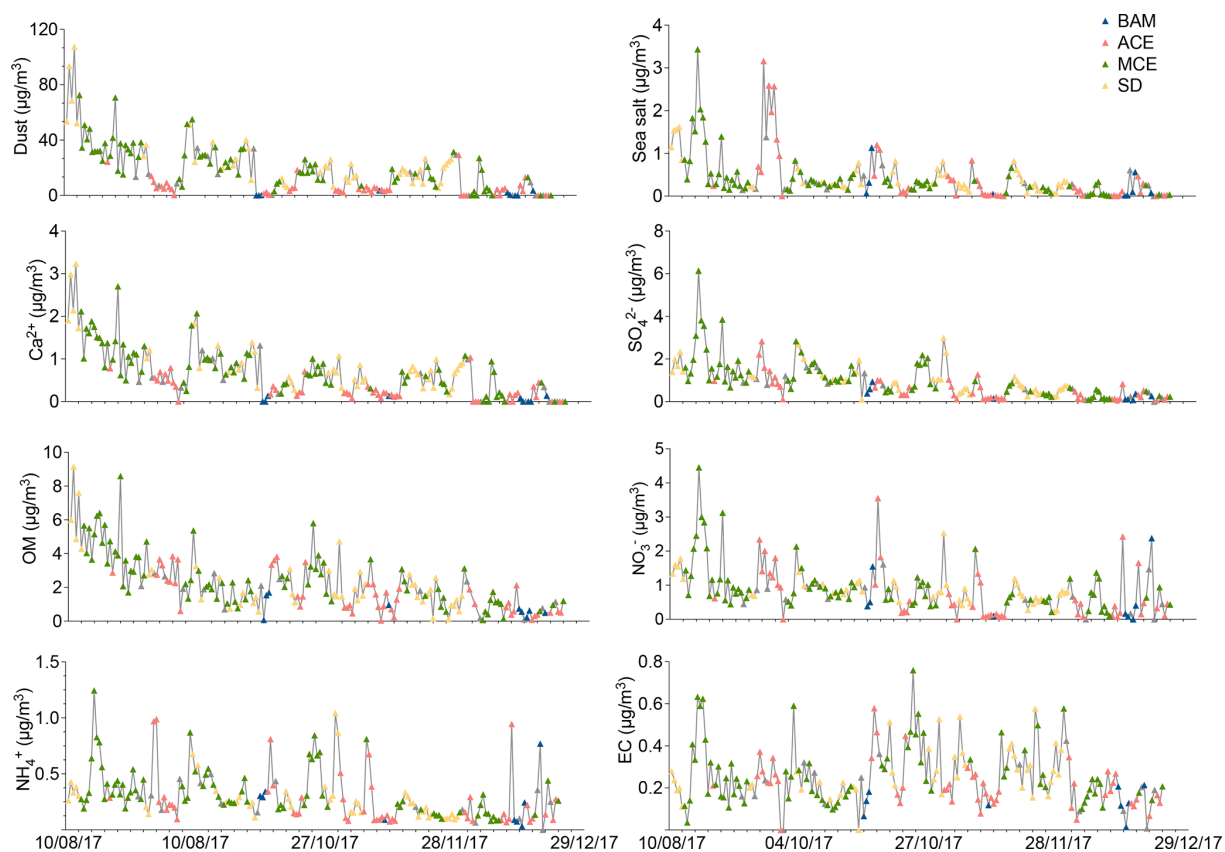 Dust (µg/m³)
120
80
40
0
Sea salt (µg/m³)
4
3
2
1
0
BAM
ACE
MCE
SD
Ca²⁺ (µg/m³)
4
3
2
1
0
SO₄²⁻ (µg/m³)
8
6
4
2
0
OM (µg/m³)
10
8
6
4
2
0
NO₃⁻ (µg/m³)
5
4
3
2
1
0
NH₄⁺ (µg/m³)
1.5
1.0
0.5
EC (µg/m³)
0.8
0.6
0.4
0.2
10/08/17 10/08/17 27/10/17 28/11/17 29/12/17
10/08/17 04/10/17 27/10/17 28/11/17 29/12/17